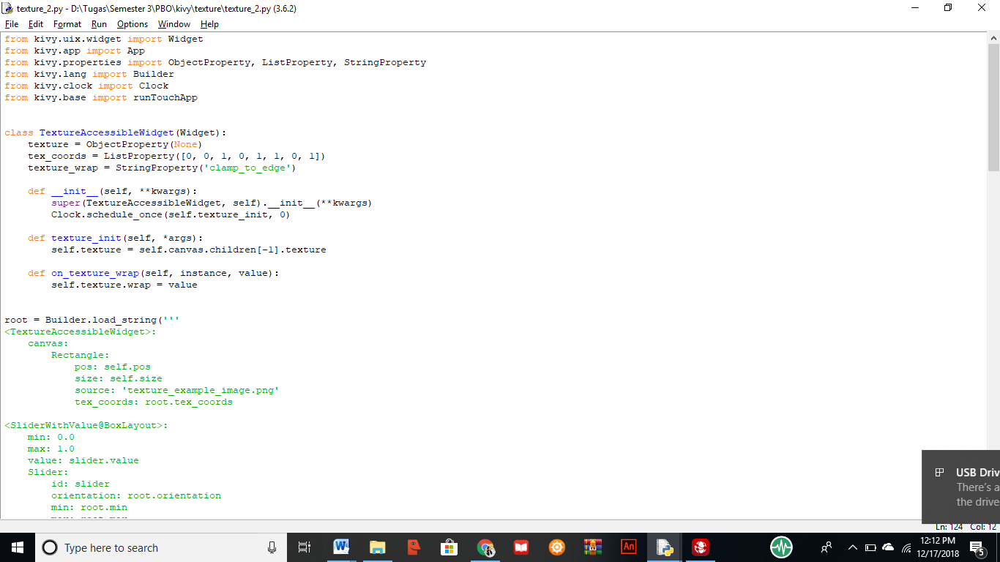 texture_2.py - D:\Tugas\Semester 3\PBO\kivy\texture\texture_2.py (3.6.2)
File Edit Format Run Options Window Help
from kivy.uix.widget import Widget
from kivy.app import App
from kivy.properties import ObjectProperty, ListProperty, StringProperty
from kivy.lang import Builder
from kivy.clock import Clock
from kivy.base import runTouchApp
class TextureAccessibleWidget(Widget):
    texture = ObjectProperty(None)
    tex_coords = ListProperty([0, 0, 1, 0, 1, 1, 0, 1])
    texture_wrap = StringProperty('clamp_to_edge')
    def __init__(self, **kwargs):
        super(TextureAccessibleWidget, self).__init__(**kwargs)
        Clock.schedule_once(self.texture_init, 0)
    def texture_init(self, *args):
        self.texture = self.canvas.children[-1].texture
    def on_texture_wrap(self, instance, value):
        self.texture.wrap = value
root = Builder.load_string('''
<TextureAccessibleWidget>:
    canvas:
        Rectangle:
            pos: self.pos
            size: self.size
            source: 'texture_example_image.png'
            tex_coords: root.tex_coords
<SliderWithValue@BoxLayout>:
    min: 0.0
    max: 1.0
    value: slider.value
    Slider:
        id: slider
        orientation: root.orientation
        min: root.min
USB Driv
There's a
the drive
Ln: 124 Col: 12
Type here to search
An
12:12 PM
12/17/2018
5